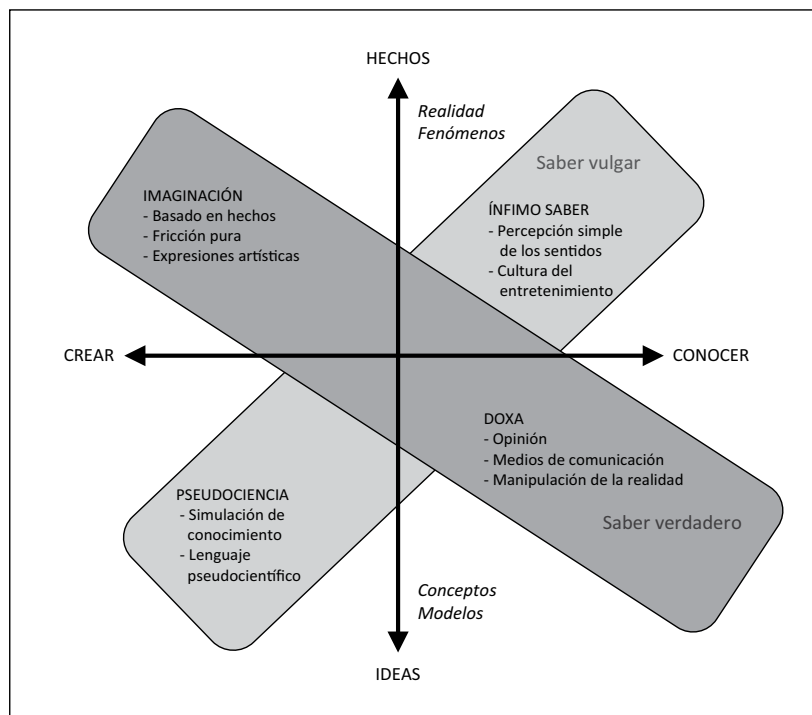 HECHOS
Realidad
Fenómenos
Saber vulgar
IMAGINACIÓN
- Basado en hechos
- Fricción pura
- Expresiones artísticas
ÍNFIMO SABER
- Percepción simple
de los sentidos
- Cultura del
entretenimiento
CREAR
CONOCER
DOXA
- Opinión
- Medios de comunicación
- Manipulación de la realidad
Saber verdadero
PSEUDOCIENCIA
- Simulación de
conocimiento
- Lenguaje
pseudocientífico
Conceptos
Modelos
IDEAS